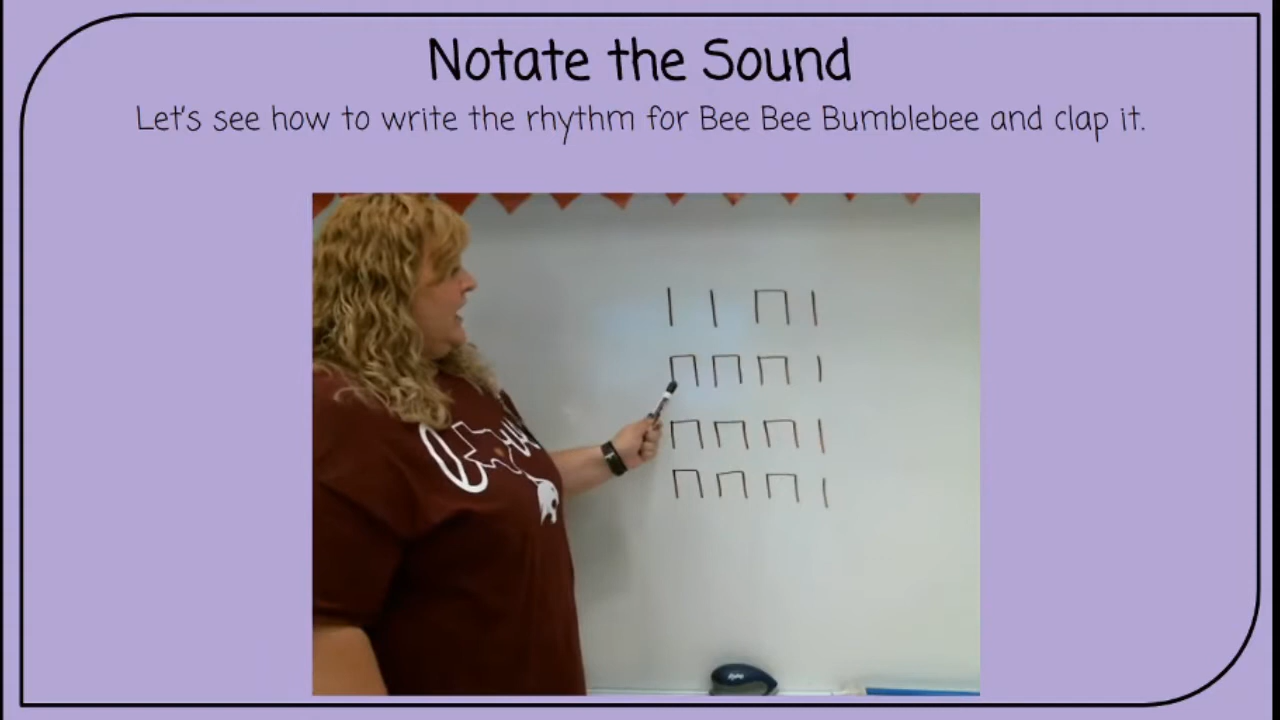 Notate the Sound
Let's see how to write the rhythm for Bee Bee Bumblebee and clap it.